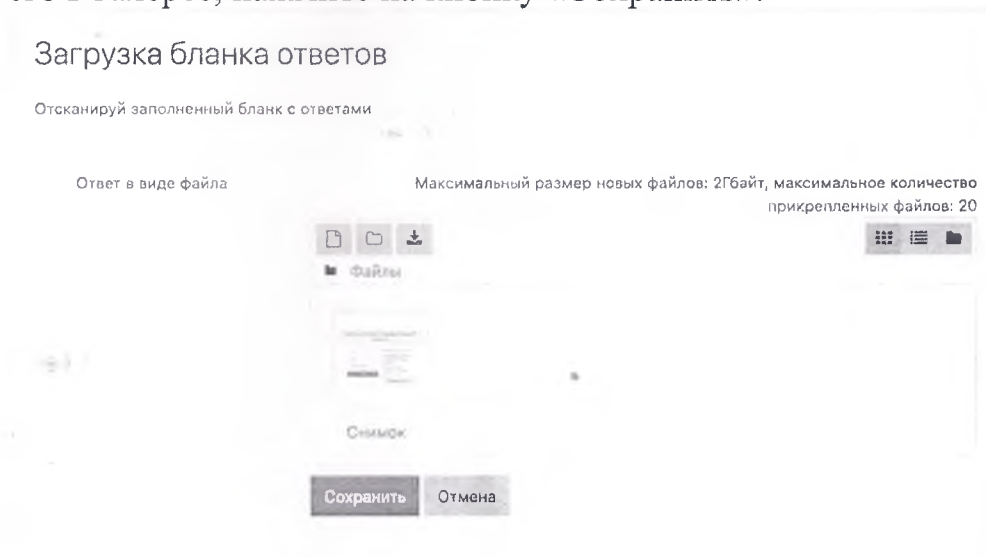 Загрузка бланка ответов
Отсканируй заполненный бланк с ответами
Ответ в виде файла
Максимальный размер новых файлов: 2Гбайт, максимальное количество
прикрепленных файлов: 20
Файлы
Снимок
Сохранить Отмена